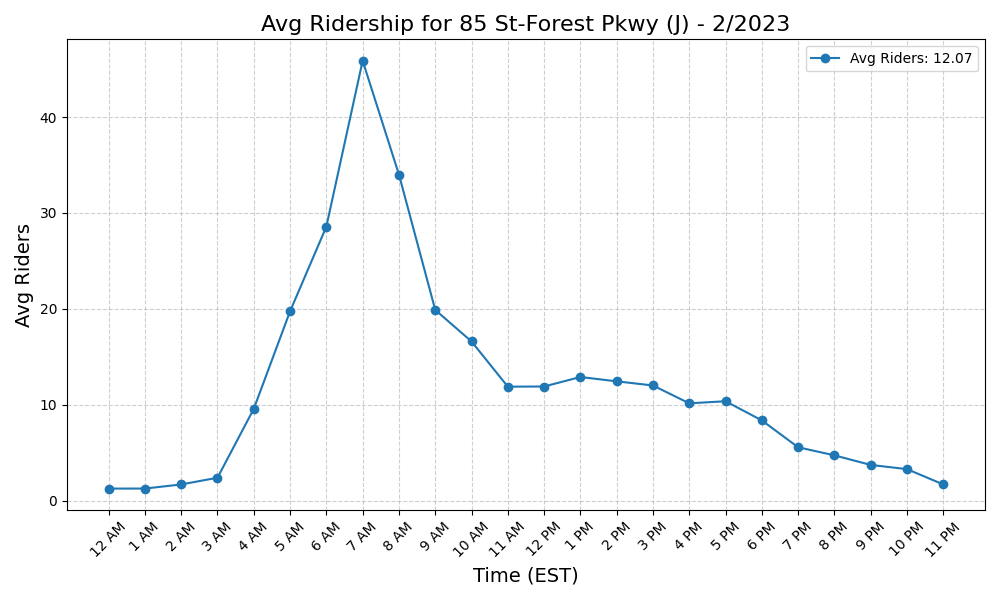 Avg Ridership for 85 St-Forest Pkwy (J) - 2/2023
Avg Riders: 12.07
Avg Riders
40
30
20
10
0
12 AM
1 AM
2 AM
3 AM
4 AM
5 AM
6 AM
7 AM
8 AM
9 AM
10 AM
11 AM
12 PM
1 PM
2 PM
3 PM
4 PM
5 PM
6 PM
7 PM
8 PM
9 PM
10 PM
11 PM
Time (EST)